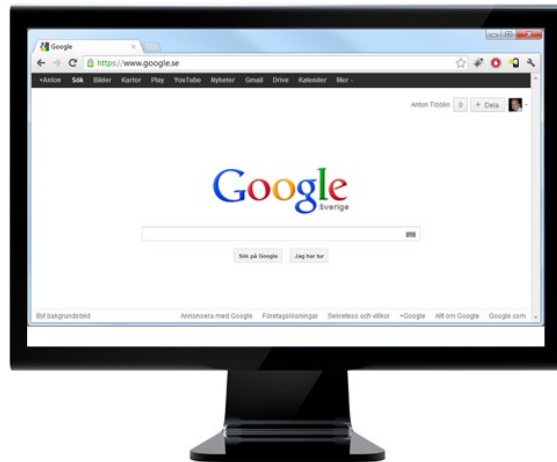 Google
https://www.google.se
+Anton Sök Bilder Kartor Play YouTube Nyheter Gmail Drive Kalender Mer
Anton Tibblin 0 + Dela
Google
Sverige
Sök på Google Jag har tur
Byt bakgrundsbild Annonsera med Google Företagslösningar Sekretess och villkor +Google Allt om Google Google.com